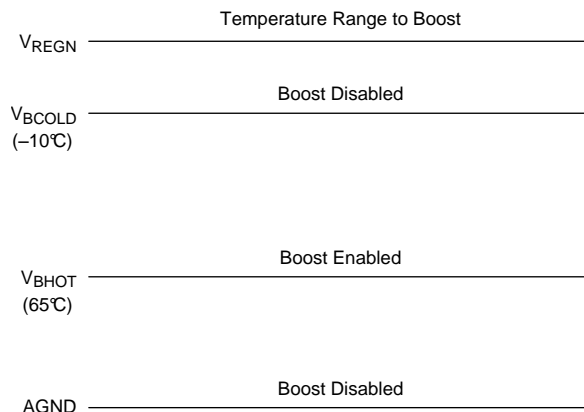 Temperature Range to Boost
VREGN
Boost Disabled
VBCOLD
(–10°C)
Boost Enabled
VBHOT
(65°C)
Boost Disabled
AGND